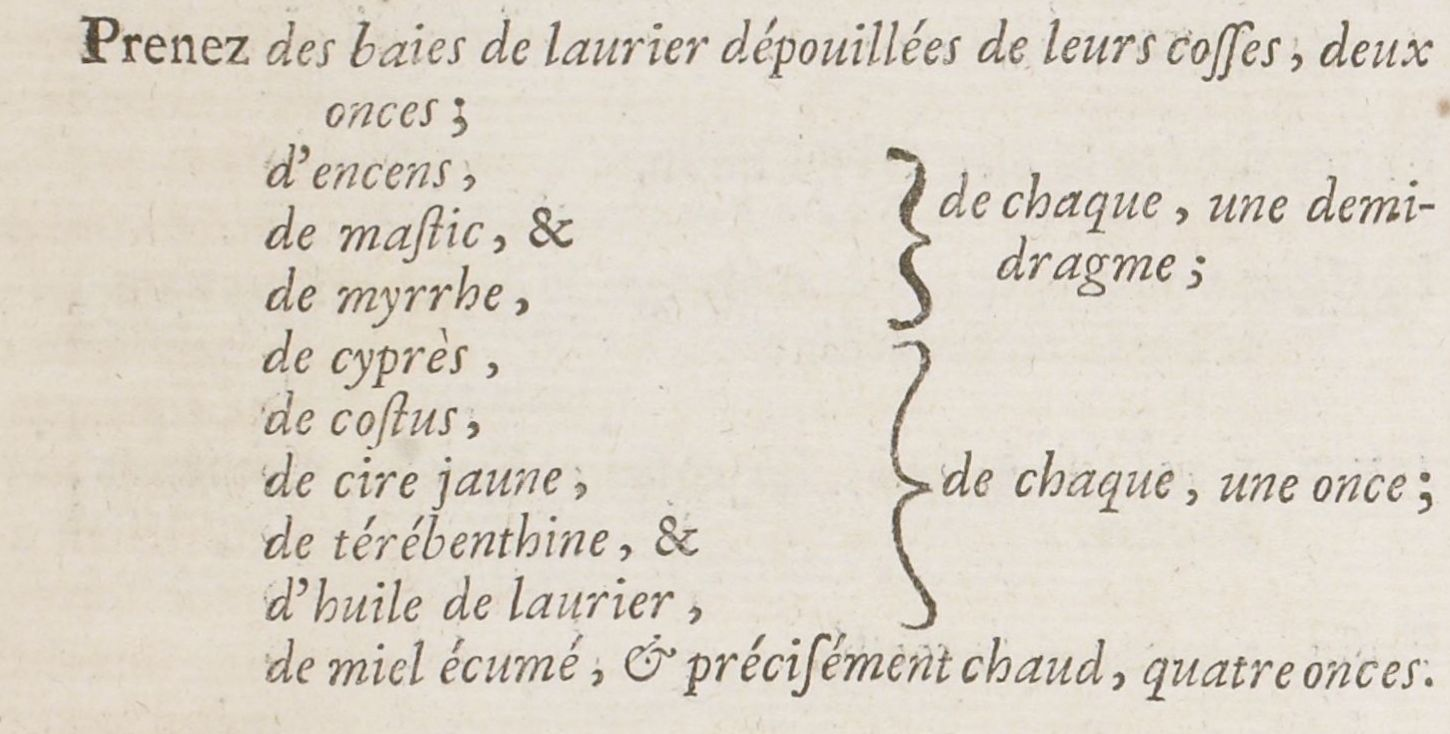 Prenez des baies de laurier dépouillées de leurs coſſes, deux
onces;
d'encens,
de maſtic, &
de myrrhe,
de chaque, une demi-
dragme;
de cyprès,
de coſtus,
de cire jaune,
de térébenthine, &
d'huile de laurier,
de chaque, une once;
de miel écumé, & préciſément chaud, quatre onces.